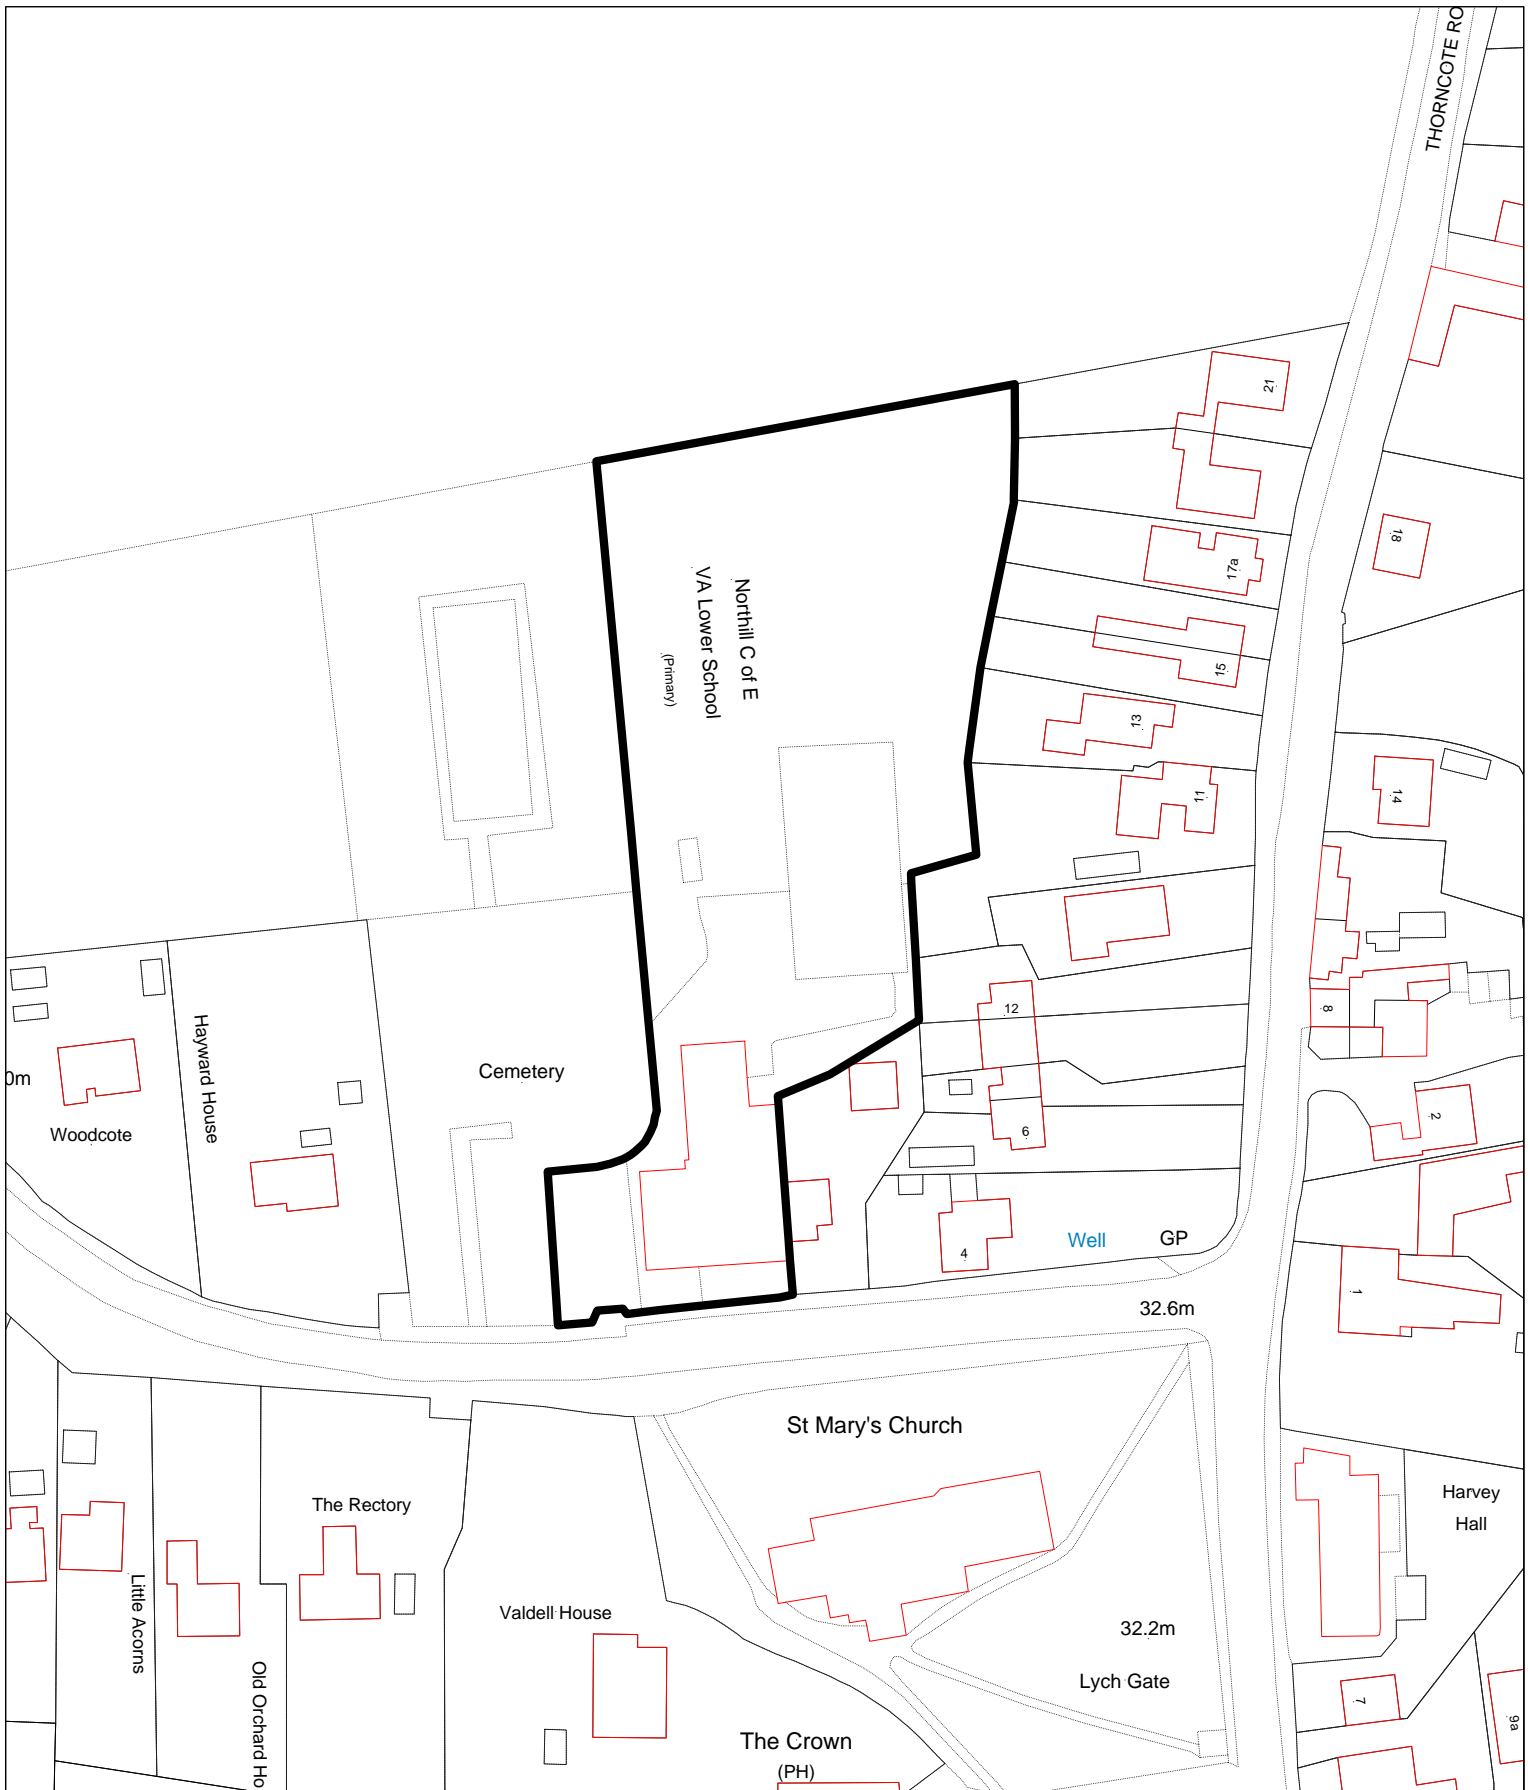 THORNCOTE RO
21
18
17a
Northill C of E
VA Lower School
(Primary)
15
13
11
14
12
8
Hayward House
Cemetery
0m
Woodcote
6
2
4
Well
GP
32.6m
1
St Mary's Church
The Rectory
Harvey
Hall
Little Acorns
Valdell House
32.2m
Old Orchard Ho
Lych Gate
7
9a
The Crown
(PH)